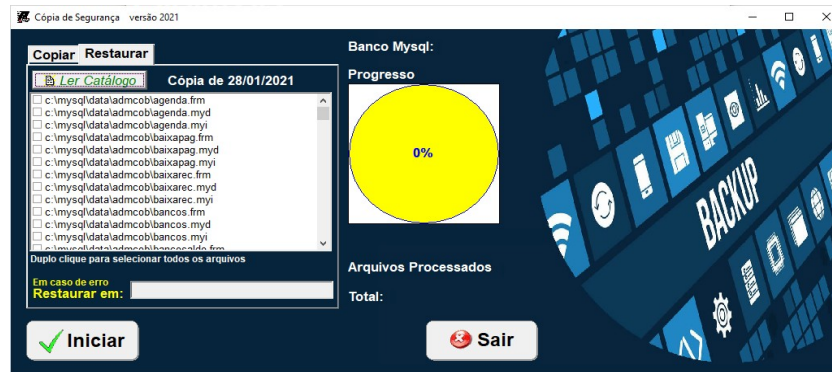 Cópia de Segurança versão 2021
Copiar Restaurar
Ler Catálogo Cópia de 28/01/2021
c:\mysql\data\admcob\agenda.frm
c:\mysql\data\admcob\agenda.myd
c:\mysql\data\admcob\agenda.myi
c:\mysql\data\admcob\baixapag.frm
c:\mysql\data\admcob\baixapag.myd
c:\mysql\data\admcob\baixapag.myi
c:\mysql\data\admcob\baixarec.frm
c:\mysql\data\admcob\baixarec.myd
c:\mysql\data\admcob\baixarec.myi
c:\mysql\data\admcob\bancos.frm
c:\mysql\data\admcob\bancos.myd
c:\mysql\data\admcob\bancos.myi
c:\mysql\data\admcob\bancosaldo.frm
Duplo clique para selecionar todos os arquivos
Em caso de erro
Restaurar em:
Iniciar
Banco Mysql:
Progresso
0%
Arquivos Processados
Total:
Sair
BACKUP